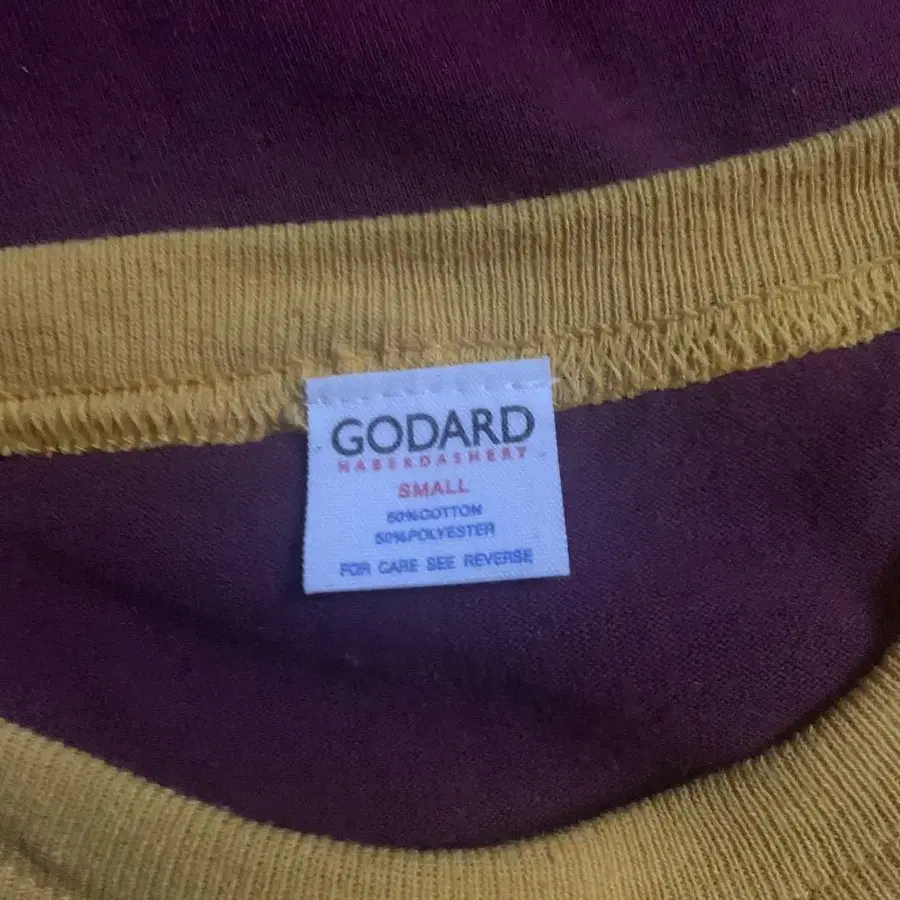 GODARD
HABERDASHERY
SMALL
50%COTTON
50%POLYESTER
FOR CARE SEE REVERSE